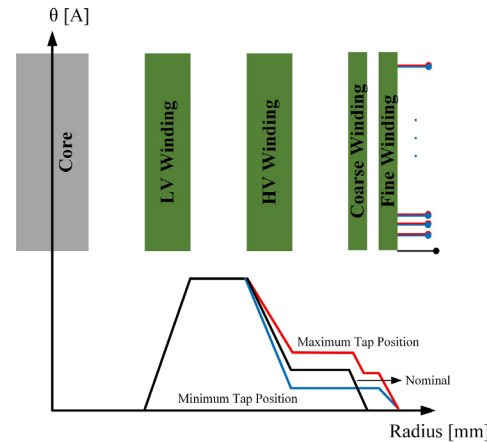 θ [A]
Core
LV Winding
HV Winding
Coarse Winding
Fine Winding
Maximum Tap Position
Nominal
Minimum Tap Position
Radius [mm]